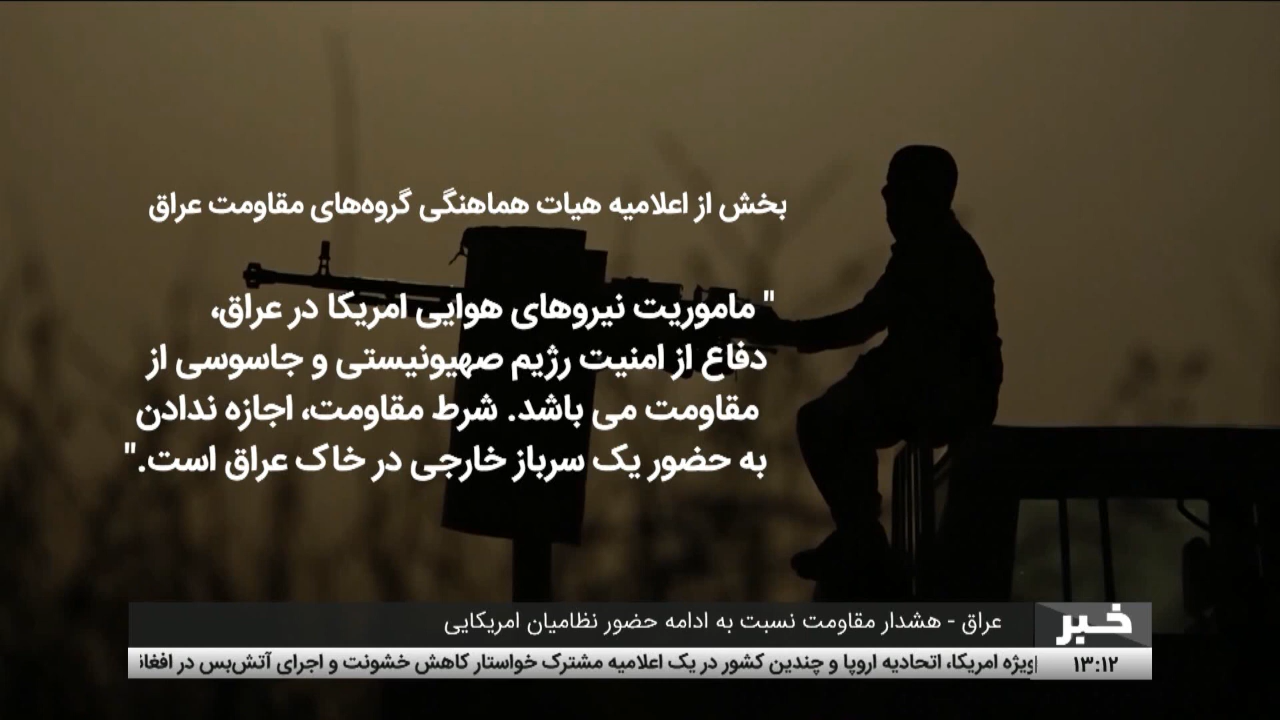 بخش از اعلامیه هیات هماهنگی گروه‌های مقاومت عراق
" ماموریت نیروهای هوایی امریکا در عراق،
دفاع از امنیت رژیم صهیونیستی و جاسوسی از
مقاومت می باشد. شرط مقاومت، اجازه ندادن
به حضور یک سرباز خارجی در خاک عراق است."
عراق - هشدار مقاومت نسبت به ادامه حضور نظامیان امریکایی
خبر
ویژه امریکا، اتحادیه اروپا و چندین کشور در یک اعلامیه مشترک خواستار کاهش خشونت و اجرای آتش‌بس در
۱۳:۱۲